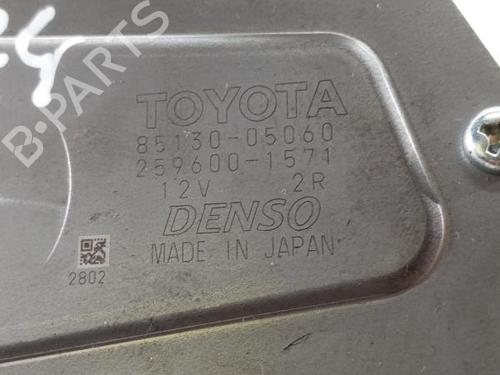 B-PARTS
TOYOTA
85130-05060
259600-1571
12V 2R
DENSO
MADE IN JAPAN
2802